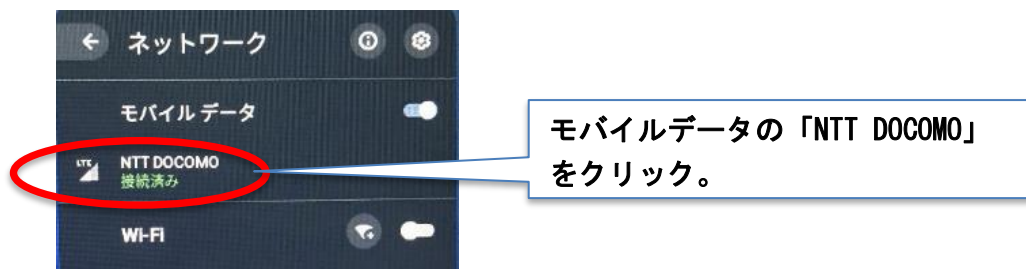 ネットワーク
モバイル データ
LTE
NTT DOCOMO
接続済み
Wi-Fi
モバイルデータの「NTT DOCOMO」
をクリック。